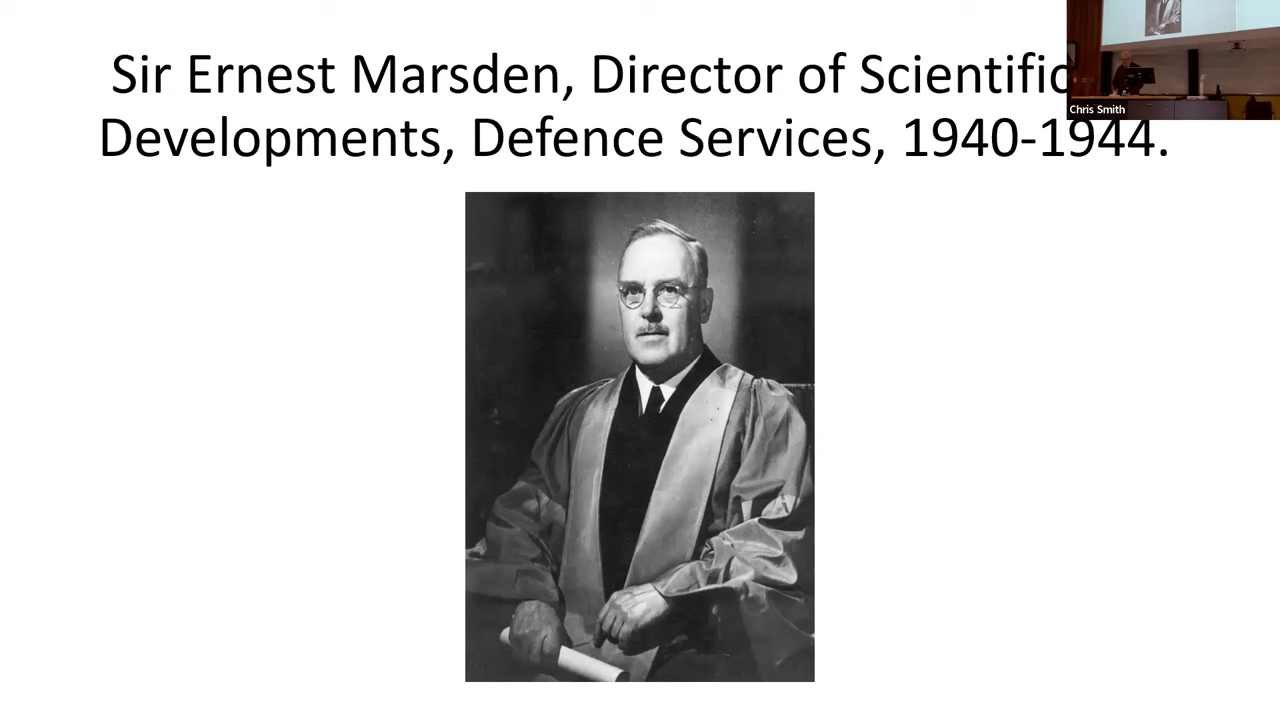 Sir Ernest Marsden, Director of Scientific
Developments, Defence Services, 1940-1944.
Chris Smith